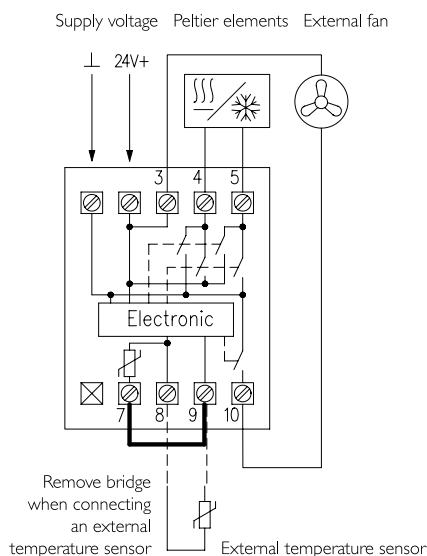 Supply voltage Peltier elements External fan
⊥ 24V+
3 4 5
Electronic
7 8 9 10
Remove bridge
when connecting
an external
temperature sensor
External temperature sensor